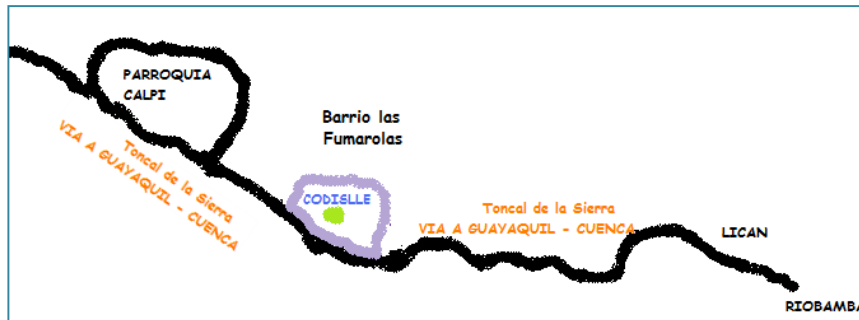 PARROQUIA
CALPI
Barrio las
Fumarolas
Toncal de la Sierra
VIA A GUAYAQUIL - CUENCA
CODISLLE
Toncal de la Sierra
VIA A GUAYAQUIL - CUENCA
LICAN
RIOBAMBA